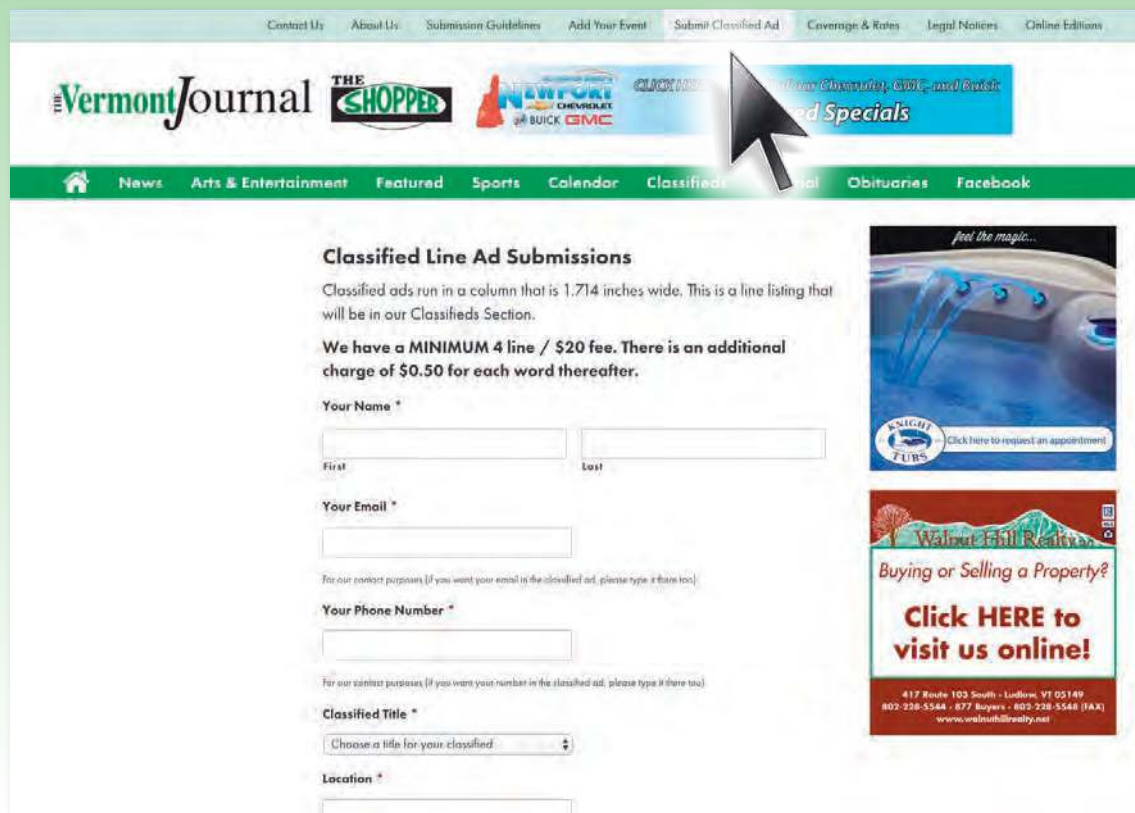 Contact Us About Us Submission Guidelines Add Your Event Submit Classified Ad Coverage & Rates Legal Notices Online Editions
THE Vermont Journal
THE SHOPPER
NEWPORT
CHEVROLET
BUICK GMC
CLICK Chevrolet, GMC, and Buick
Specials
News Arts & Entertainment Featured Sports Calendar Classifieds Obituaries Facebook
Classified Line Ad Submissions
Classified ads run in a column that is 1.714 inches wide. This is a line listing that
will be in our Classifieds Section.
We have a MINIMUM 4 line / $20 fee. There is an additional
charge of $0.50 for each word thereafter.
Your Name *
First Last
Your Email *
For our contact purposes (if you want your email in the classified ad, please type it there too)
Your Phone Number *
For our contact purposes (if you want your number in the classified ad, please type it there too)
Classified Title *
Choose a title for your classified
Location *
feel the magic...
KNIGHT
TUBS
Click here to request an appointment
Walnut Hill Realty
Buying or Selling a Property?
Click HERE to
visit us online!
417 Route 103 South - Ludlow, VT 05149
802-228-5544 - 877 Buyers - 802-228-5548 (FAX)
www.walnuthillrealty.net